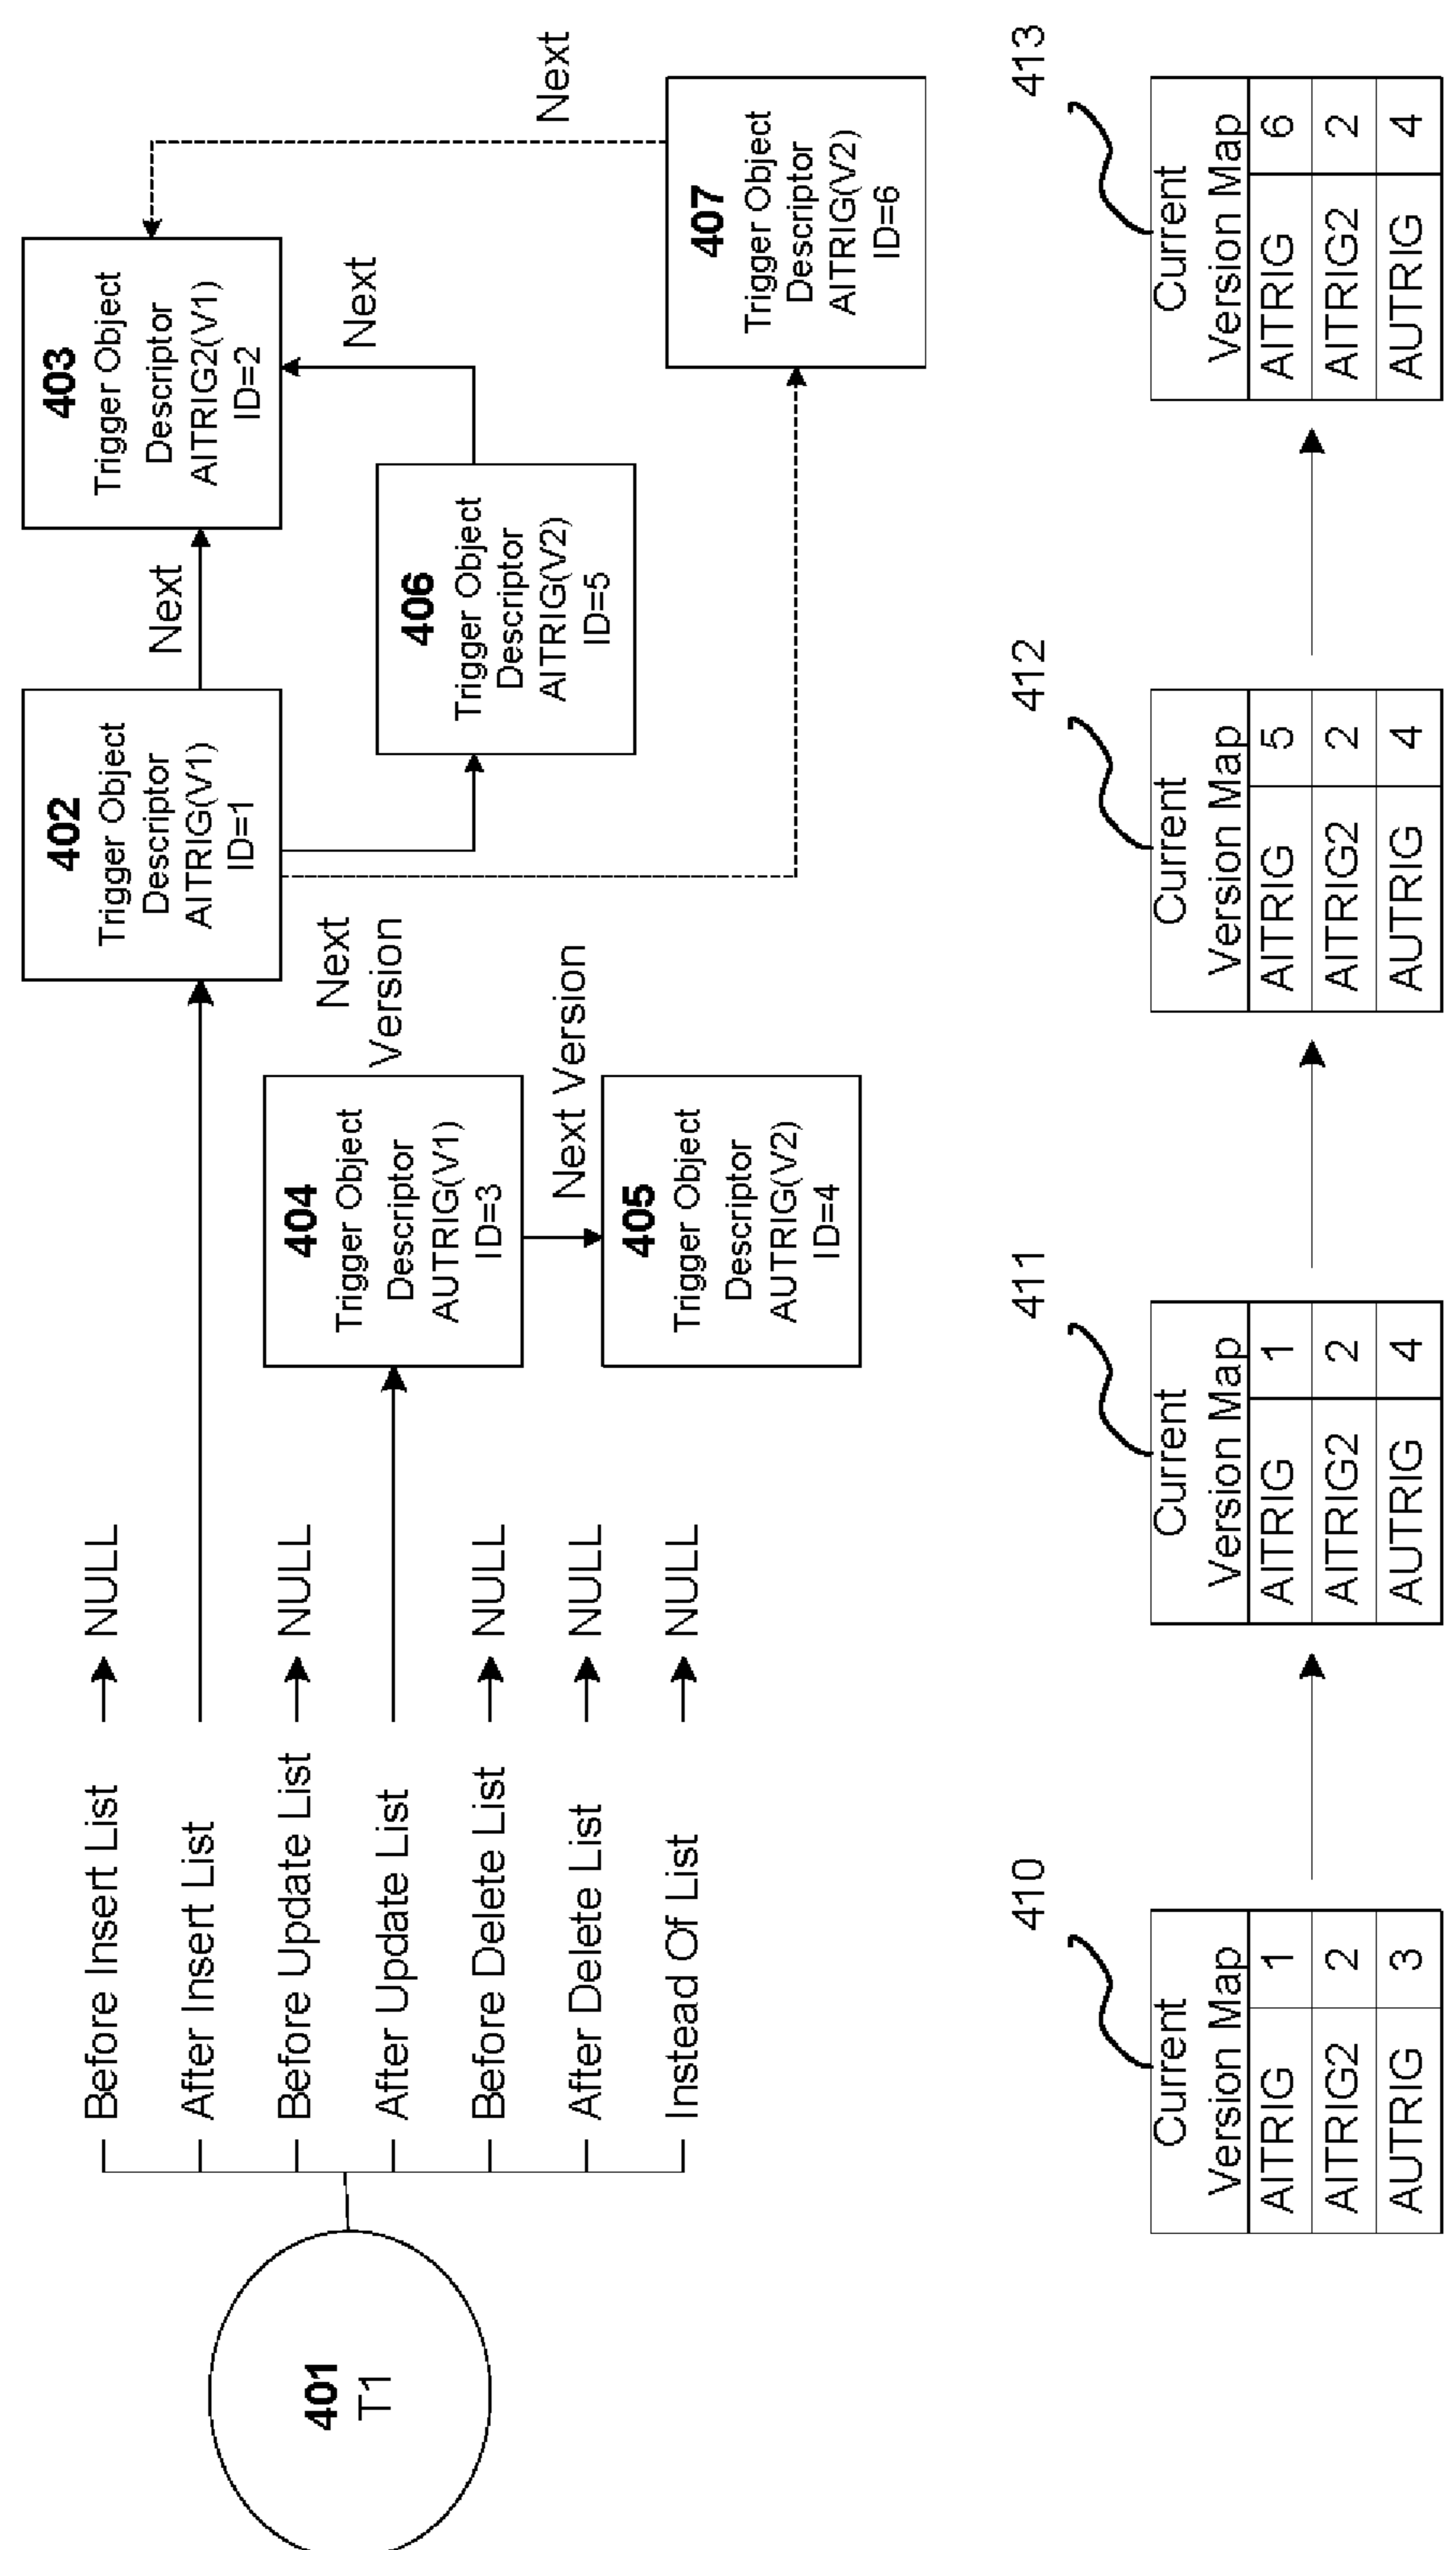 401
T1
Before Insert List
NULL
After Insert List
Before Update List
NULL
After Update List
Before Delete List
NULL
After Delete List
NULL
Instead Of List
NULL
402
Trigger Object
Descriptor
AITRIG(V1)
ID=1
Next
403
Trigger Object
Descriptor
AITRIG2(V1)
ID=2
Next
Version
404
Trigger Object
Descriptor
AUTRIG(V1)
ID=3
Next Version
405
Trigger Object
Descriptor
AUTRIG(V2)
ID=4
406
Trigger Object
Descriptor
AITRIG(V2)
ID=5
Next
407
Trigger Object
Descriptor
AITRIG(V2)
ID=6
Next
410
Current
Version Map
AITRIG 1
AITRIG2 2
AUTRIG 3
411
Current
Version Map
AITRIG 1
AITRIG2 2
AUTRIG 4
412
Current
Version Map
AITRIG 5
AITRIG2 2
AUTRIG 4
413
Current
Version Map
AITRIG 6
AITRIG2 2
AUTRIG 4